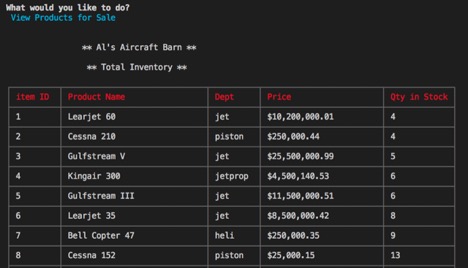 What would you like to do?
View Products for Sale
** Al's Aircraft Barn **
** Total Inventory **
item ID Product Name Dept Price Qty in Stock
1 Learjet 60 jet $10,200,000.01 4
2 Cessna 210 piston $250,000.44 4
3 Gulfstream V jet $25,500,000.99 5
4 Kingair 300 jetprop $4,500,140.53 6
5 Gulfstream III jet $11,500,000.51 6
6 Learjet 35 jet $8,500,000.42 8
7 Bell Copter 47 heli $250,000.35 9
8 Cessna 152 piston $25,000.15 13